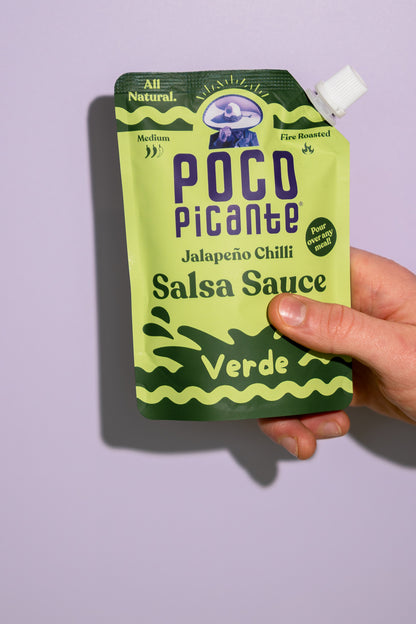 All
Natural.
Medium
Fire Roasted
POCO
PiCaNTe®
Jalapeño Chilli
Pour
over any
meal!
Salsa Sauce
Verde